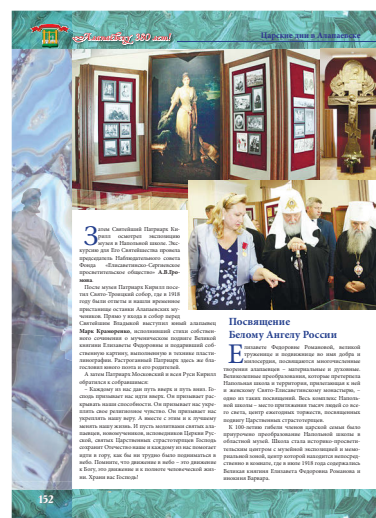 Алапаевску 380 лет!
Царские дни в Алапаевске
Затем Святейший Патриарх Ки-
рилл осмотрел экспозицию
музея в Напольной школе. Экс-
курсию для Его Святейшества провела
председатель Наблюдательного совета
Фонда «Елисаветинско-Сергиевское
просветительское общество» А.В.Гро-
мова.
После музея Патриарх Кирилл посе-
тил Свято-Троицкий собор, где в 1918
году были отпеты и нашли временное
пристанище останки Алапаевских му-
чеников. Прямо у входа в собор перед
Святейшим Владыкой выступил юный алапаевец
Марк Крамаренко, исполнивший стихи собствен-
ного сочинения о мученическом подвиге Великой
княгини Елизаветы Федоровны и подаривший соб-
ственную картину, выполненную в технике пласти-
линографии. Растроганный Патриарх здесь же бла-
гословил юного поэта и его родителей.
А затем Патриарх Московский и всея Руси Кирилл
обратился к собравшимся:
– Каждому из нас дан путь вверх и путь вниз. Го-
сподь призывает нас идти вверх. Он призывает рас-
крывать наши способности. Он призывает нас укре-
плять свое религиозное чувство. Он призывает нас
укреплять нашу веру. А вместе с этим и к лучшему
менять нашу жизнь. И пусть молитвами святых ала-
паевцев, новомучеников, исповедников Церкви Рус-
ской, святых Царственных страстотерпцев Господь
сохранит Отечество наше и каждому из нас помогает
идти в гору, как бы ни трудно было подниматься в
небо. Помните, что движение в небо – это движение
к Богу, это движение и к полноте человеческой жиз-
ни. Храни нас Господь!
Посвящение
Белому Ангелу России
Елизавете Федоровне Романовой, великой
труженице и подвижнице во имя добра и
милосердия, посвящаются многочисленные
творения алапаевцев – материальные и духовные.
Великолепные преобразования, которые претерпела
Напольная школа и территория, прилегающая к ней
и женскому Свято-Елисаветинскому монастырю, –
одно из таких посвящений. Весь комплекс Наполь-
ной школы – место притяжения тысяч людей со все-
го света, центр ежегодных торжеств, посвященных
подвигу Царственных страстотерпцев.
К 100-летию гибели членов царской семьи было
приурочено преобразование Напольной школы в
областной музей. Школа стала историко-просвети-
тельским центром с музейной экспозицией и мемо-
риальной зоной, центр которой находится непосред-
ственно в комнате, где в июле 1918 года содержались
Великая княгиня Елизавета Федоровна Романова и
инокиня Варвара.
152